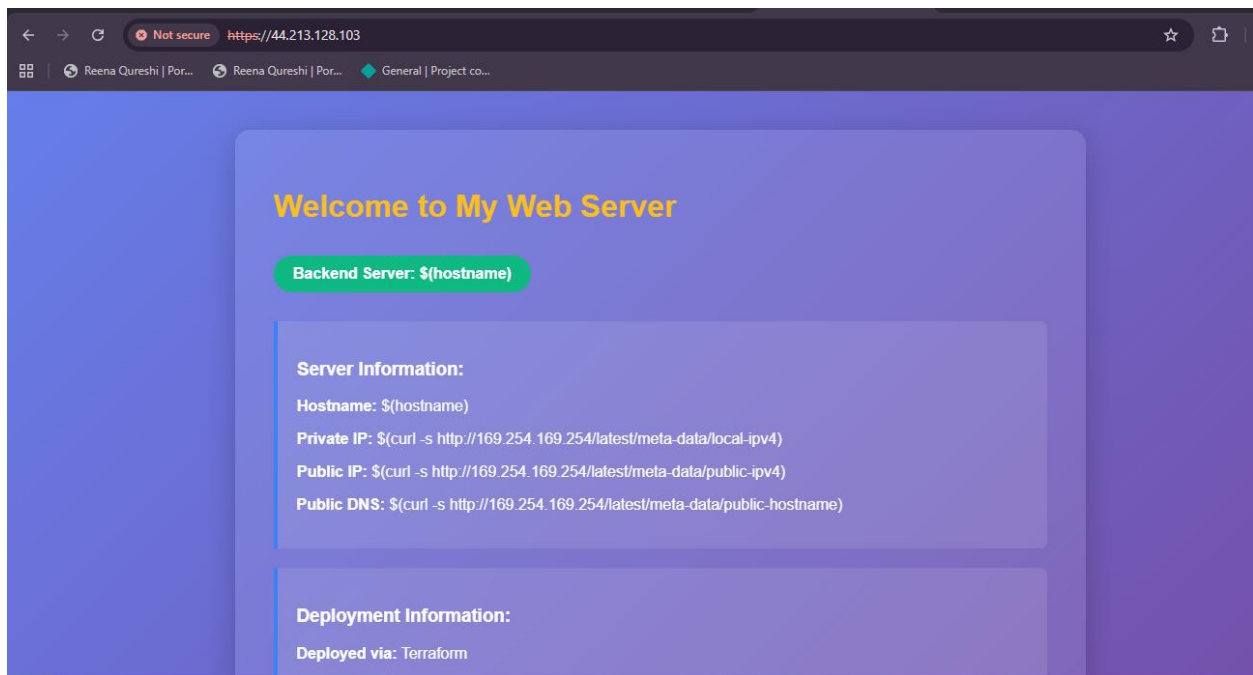 Not secure https://44.213.128.103
Reena Qureshi | Por... Reena Qureshi | Por... General | Project co...
Welcome to My Web Server
Backend Server: $(hostname)
Server Information:
Hostname: $(hostname)
Private IP: $(curl -s http://169.254.169.254/latest/meta-data/local-ipv4)
Public IP: $(curl -s http://169.254.169.254/latest/meta-data/public-ipv4)
Public DNS: $(curl -s http://169.254.169.254/latest/meta-data/public-hostname)
Deployment Information:
Deployed via: Terraform